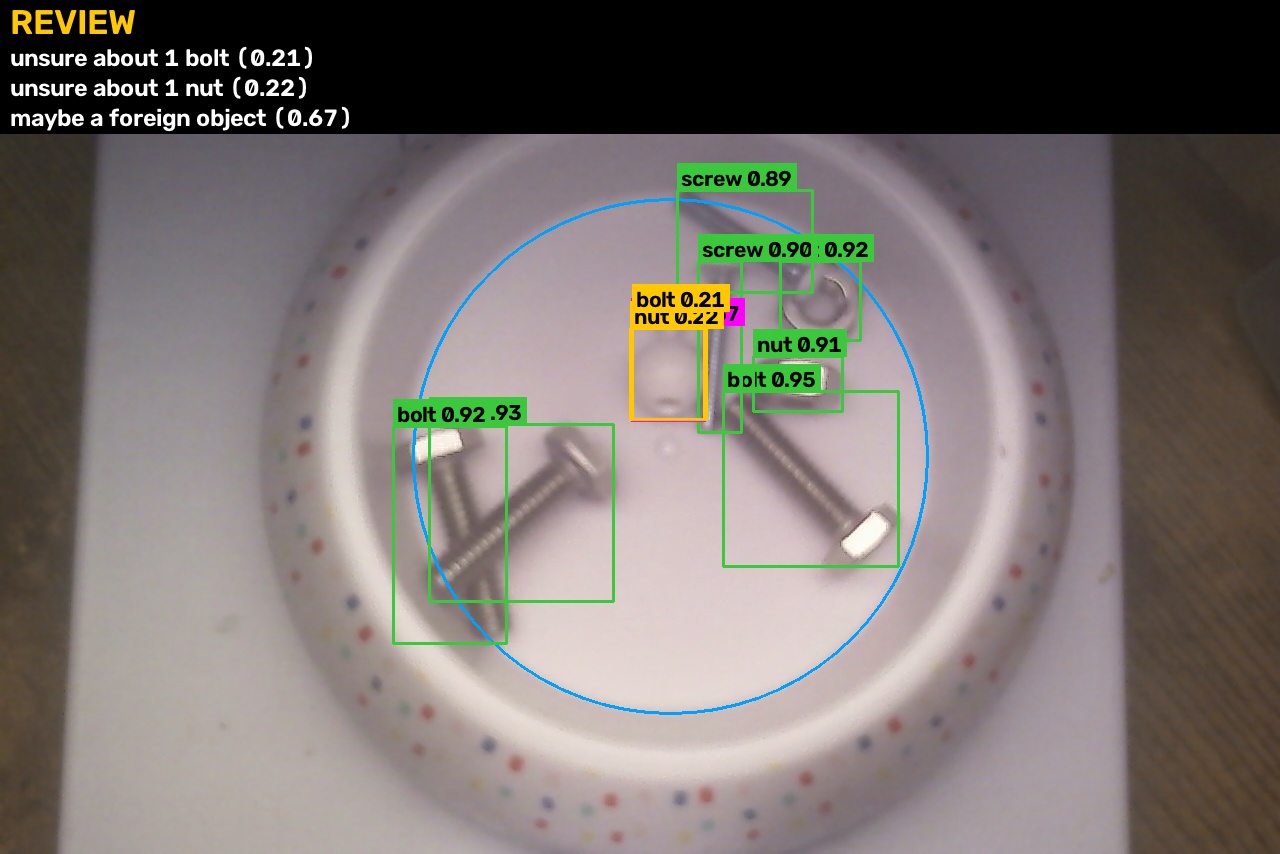 REVIEW
unsure about 1 bolt (0.21)
unsure about 1 nut (0.22)
maybe a foreign object (0.67)
screw 0.89
screw 0.90 0.92
bolt 0.21
nut 0.22 7
nut 0.91
bolt 0.95
bolt 0.92 .93